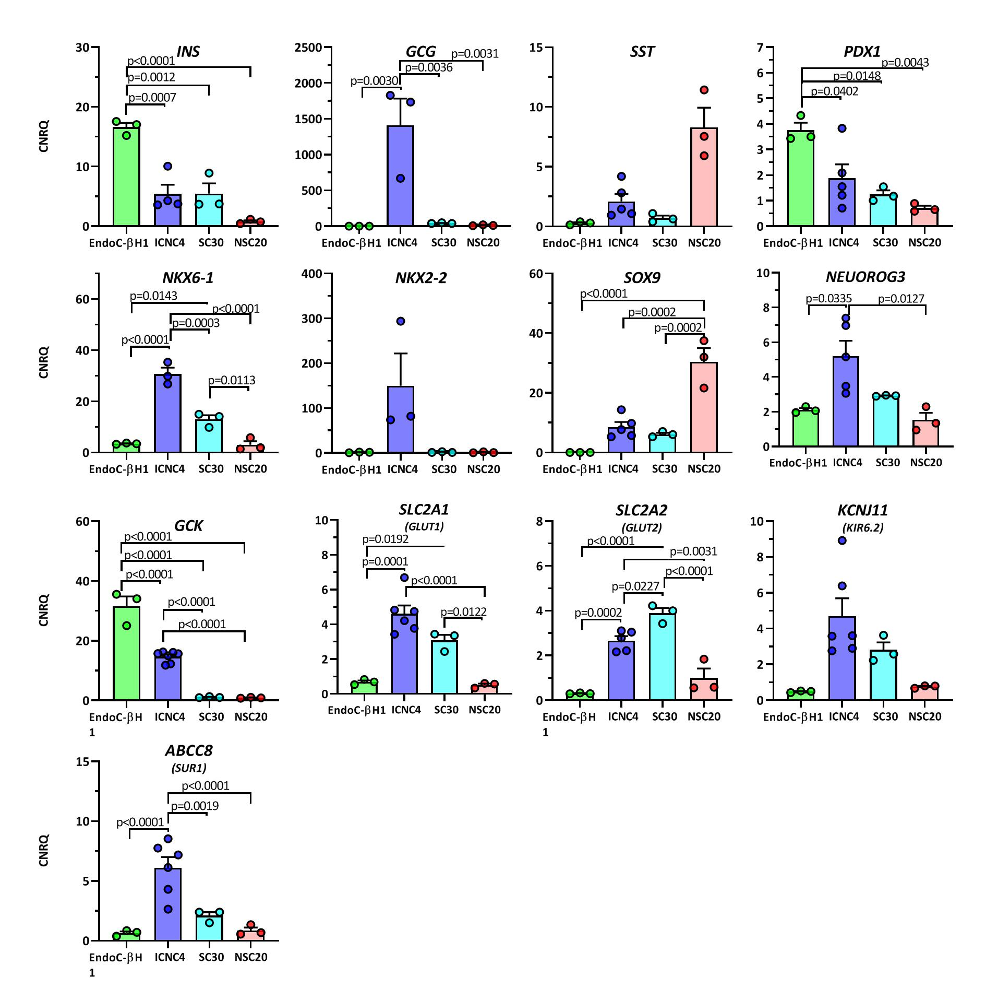 INS
CNRQ
30
20
10
0
p<0.0001
p=0.0012
p=0.0007
EndoC-βH1 ICNC4 SC30 NSC20
GCG
2500
2000
1500
1000
500
0
p=0.0031
p=0.0036
p=0.0030
EndoC-βH1 ICNC4 SC30 NSC20
SST
15
10
5
0
EndoC-βH1 ICNC4 SC30 NSC20
PDX1
7
6
5
4
3
2
1
0
p=0.0043
p=0.0148
p=0.0402
EndoC-βH1 ICNC4 SC30 NSC20
NKX6-1
CNRQ
60
40
20
0
p=0.0143
p<0.0001
p=0.0003
p<0.0001
p=0.0113
EndoC-βH1 ICNC4 SC30 NSC20
NKX2-2
400
300
200
100
0
EndoC-βH1 ICNC4 SC30 NSC20
SOX9
60
40
20
0
p<0.0001
p=0.0002
p=0.0002
EndoC-βH1 ICNC4 SC30 NSC20
NEUOROG3
10
8
6
4
2
0
p=0.0335
p=0.0127
EndoC-βH1 ICNC4 SC30 NSC20
GCK
CNRQ
60
40
20
0
p<0.0001
p<0.0001
p<0.0001
p<0.0001
p<0.0001
EndoC-βH ICNC4 SC30 NSC20
1
SLC2A1
(GLUT1)
10
8
6
4
2
0
p=0.0192
p=0.0001
p<0.0001
p=0.0122
EndoC-βH1 ICNC4 SC30 NSC20
SLC2A2
(GLUT2)
8
6
4
2
0
p<0.0001
p=0.0031
p<0.0001
p=0.0227
p=0.0002
EndoC-βH ICNC4 SC30 NSC20
1
KCNJ11
(KIR6.2)
10
8
6
4
2
0
EndoC-βH1 ICNC4 SC30 NSC20
ABCC8
(SUR1)
CNRQ
15
10
5
0
p<0.0001
p=0.0019
p<0.0001
EndoC-βH ICNC4 SC30 NSC20
1